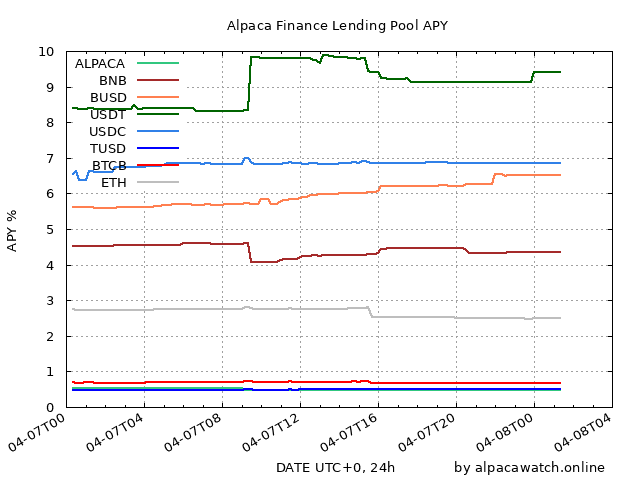 Alpaca Finance Lending Pool APY
10
9
8
7
6
5
4
3
2
1
0
APY %
ALPACA
BNB
BUSD
USDT
USDC
TUSD
BTCB
ETH
04-07T00
04-07T04
04-07T08
04-07T12
04-07T16
04-07T20
04-08T00
04-08T04
DATE UTC+0, 24h
by alpacawatch.online